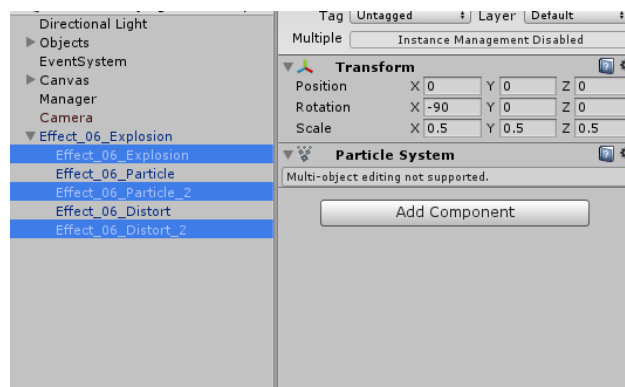 Directional Light
Objects
EventSystem
Canvas
Manager
Camera
Effect_06_Explosion
Effect_06_Explosion
Effect_06_Particle
Effect_06_Particle_2
Effect_06_Distort
Effect_06_Distort_2
Tag Untagged Layer Default
Multiple Instance Management Disabled
Transform
Position X 0 Y 0 Z 0
Rotation X -90 Y 0 Z 0
Scale X 0.5 Y 0.5 Z 0.5
Particle System
Multi-object editing not supported.
Add Component